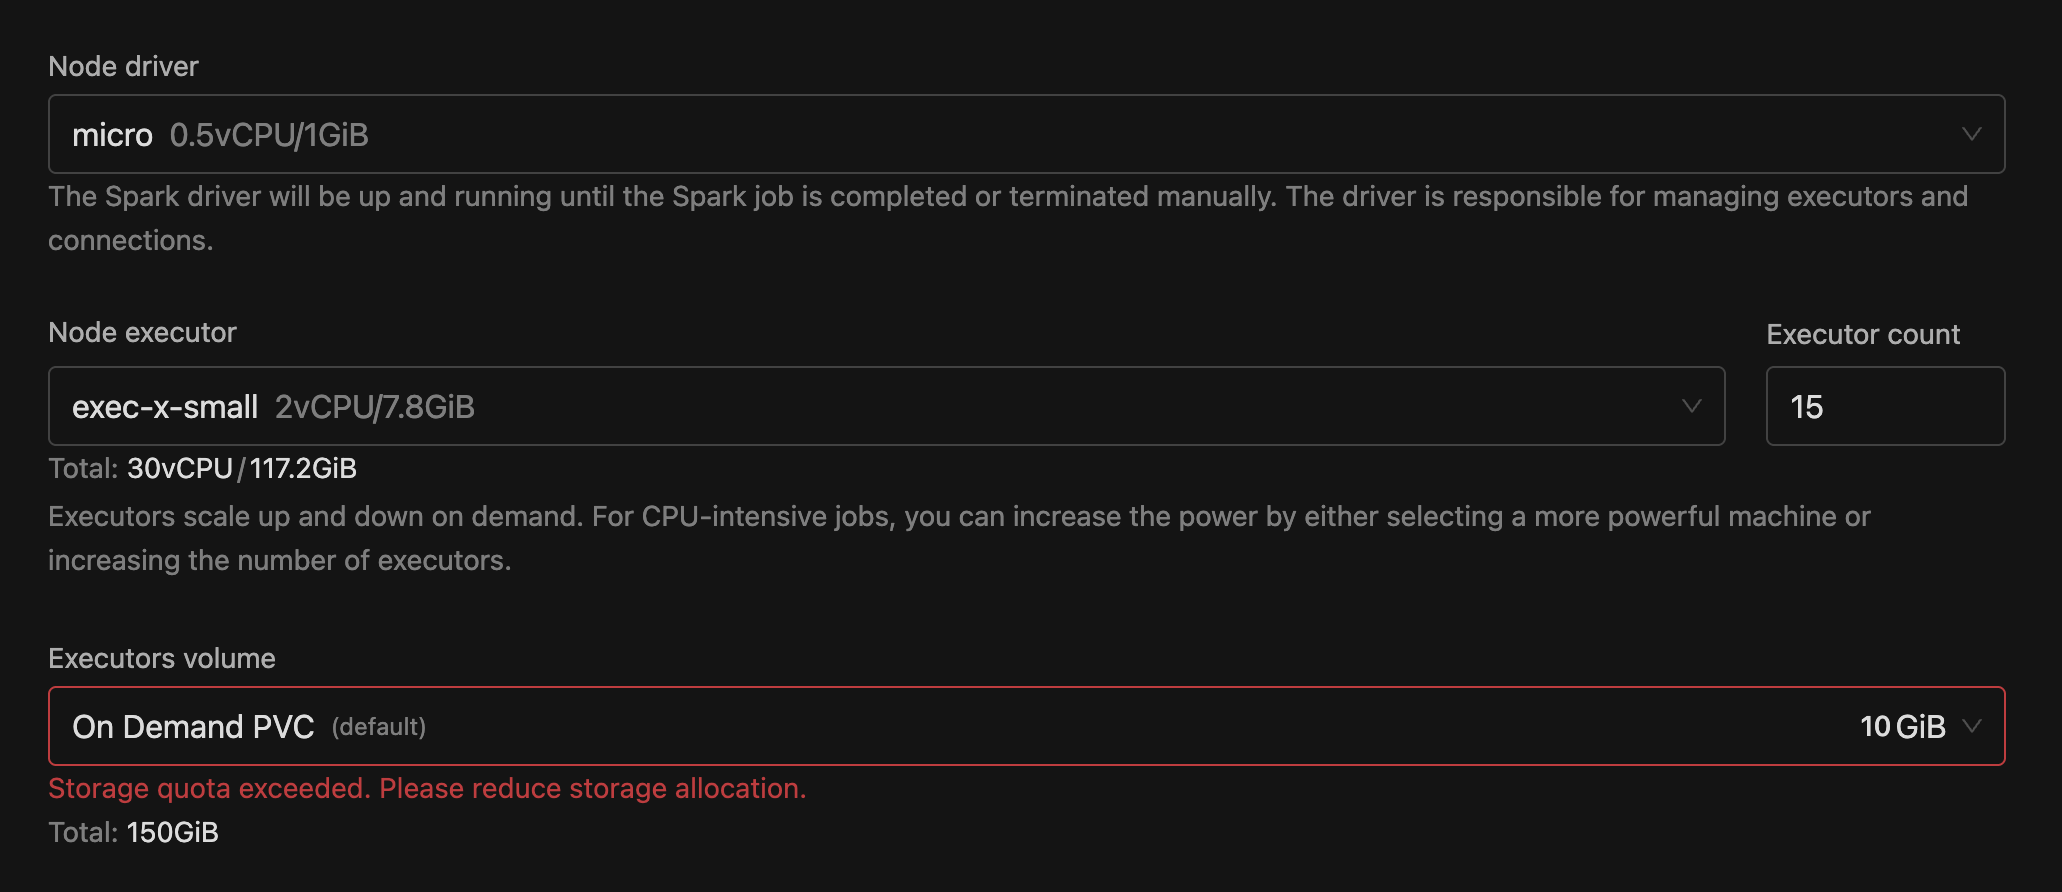 Node driver
micro 0.5vCPU/1GiB
The Spark driver will be up and running until the Spark job is completed or terminated manually. The driver is responsible for managing executors and
connections.
Node executor
Executor count
exec-x-small 2vCPU/7.8GiB
15
Total: 30vCPU/117.2GiB
Executors scale up and down on demand. For CPU-intensive jobs, you can increase the power by either selecting a more powerful machine or
increasing the number of executors.
Executors volume
On Demand PVC (default) 10 GiB
Storage quota exceeded. Please reduce storage allocation.
Total: 150GiB